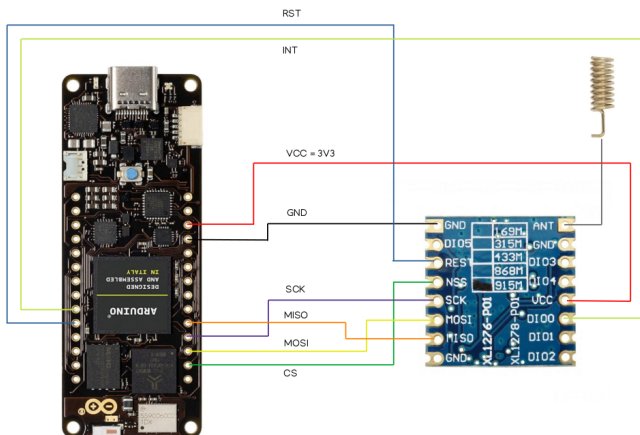 RST
INT
VCC = 3V3
GND
SCK
MISO
MOSI
CS
DESIGNED
AND ASSEMBLED
IN ITALY
ARDUINO
GND
DIO5
REST
NSS
SCK
MOSI
MISO
GND
169M
315M
433M
868M
915M
XL1276-P01
XL1278-P01
ANT
GND
DIO3
DIO4
VCC
DIO0
DIO1
DIO2